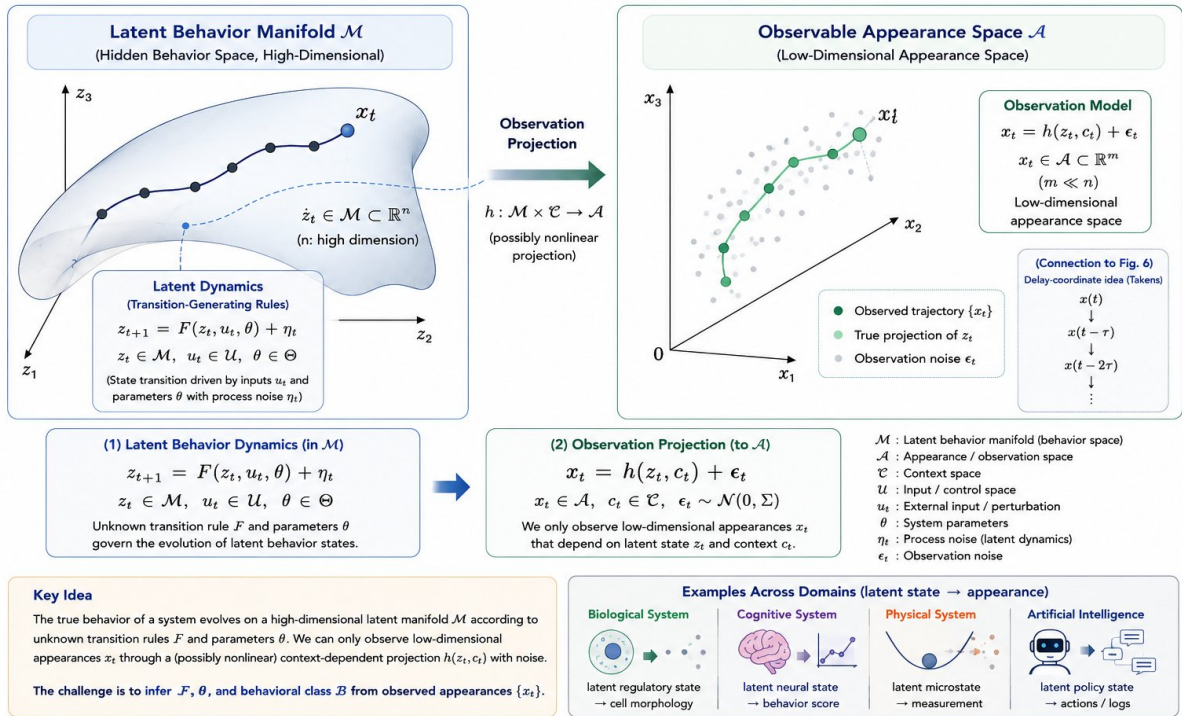 Latent Behavior Manifold ℳ
(Hidden Behavior Space, High-Dimensional)
z₃
x_t
ż_t ∈ ℳ ⊂ ℝⁿ
(n: high dimension)
Latent Dynamics
(Transition-Generating Rules)
z_{t+1} = F(z_t, u_t, θ) + η_t
z_t ∈ ℳ, u_t ∈ 𝒰, θ ∈ Θ
(State transition driven by inputs u_t and
parameters θ with process noise η_t)
z₂
z₁
Observation
Projection
h : ℳ × 𝒞 → 𝒜
(possibly nonlinear
projection)
Observable Appearance Space 𝒜
(Low-Dimensional Appearance Space)
x₃
x_t
x₂
0
x₁
Observed trajectory {x_t}
True projection of z_t
Observation noise ϵ_t
Observation Model
x_t = h(z_t, c_t) + ϵ_t
x_t ∈ 𝒜 ⊂ ℝᵐ
(m ≪ n)
Low-dimensional
appearance space
(Connection to Fig. 6)
Delay-coordinate idea (Takens)
x(t)
↓
x(t − τ)
↓
x(t − 2τ)
↓
⋮
(1) Latent Behavior Dynamics (in ℳ)
z_{t+1} = F(z_t, u_t, θ) + η_t
z_t ∈ ℳ, u_t ∈ 𝒰, θ ∈ Θ
Unknown transition rule F and parameters θ
govern the evolution of latent behavior states.
(2) Observation Projection (to 𝒜)
x_t = h(z_t, c_t) + ϵ_t
x_t ∈ 𝒜, c_t ∈ 𝒞, ϵ_t ∼ 𝒩(0, Σ)
We only observe low-dimensional appearances x_t
that depend on latent state z_t and context c_t.
ℳ : Latent behavior manifold (behavior space)
𝒜 : Appearance / observation space
𝒞 : Context space
𝒰 : Input / control space
u_t : External input / perturbation
θ : System parameters
η_t : Process noise (latent dynamics)
ϵ_t : Observation noise
Key Idea
The true behavior of a system evolves on a high-dimensional latent manifold ℳ according to
unknown transition rules F and parameters θ. We can only observe low-dimensional
appearances x_t through a (possibly nonlinear) context-dependent projection h(z_t, c_t) with noise.
The challenge is to infer F, θ, and behavioral class ℬ from observed appearances {x_t}.
Examples Across Domains (latent state → appearance)
Biological System
latent regulatory state
→ cell morphology
Cognitive System
latent neural state
→ behavior score
Physical System
latent microstate
→ measurement
Artificial Intelligence
latent policy state
→ actions / logs